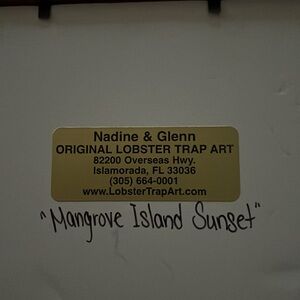 Nadine & Glenn
ORIGINAL LOBSTER TRAP ART
82200 Overseas Hwy.
Islamorada, FL 33036
(305) 664-0001
www.LobsterTrapArt.com
"Mangrove Island Sunset"